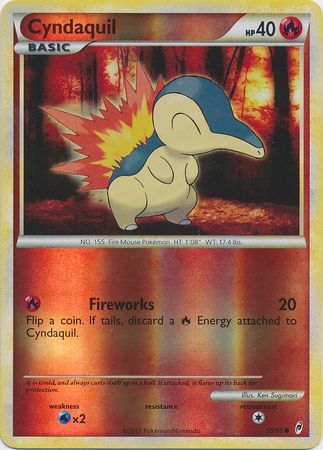 Cyndaquil
HP 40
BASIC
NO. 155 Fire Mouse Pokémon HT: 1'08" WT: 17.4 lbs.
Fireworks 20
Flip a coin. If tails, discard a Energy attached to
Cyndaquil.
It is timid, and always curls itself up in a ball. If attacked, it flares up its back for
protection.
weakness resistance retreat cost
×2
Illus. Ken Sugimori
©2011 Pokémon/Nintendo
55/95